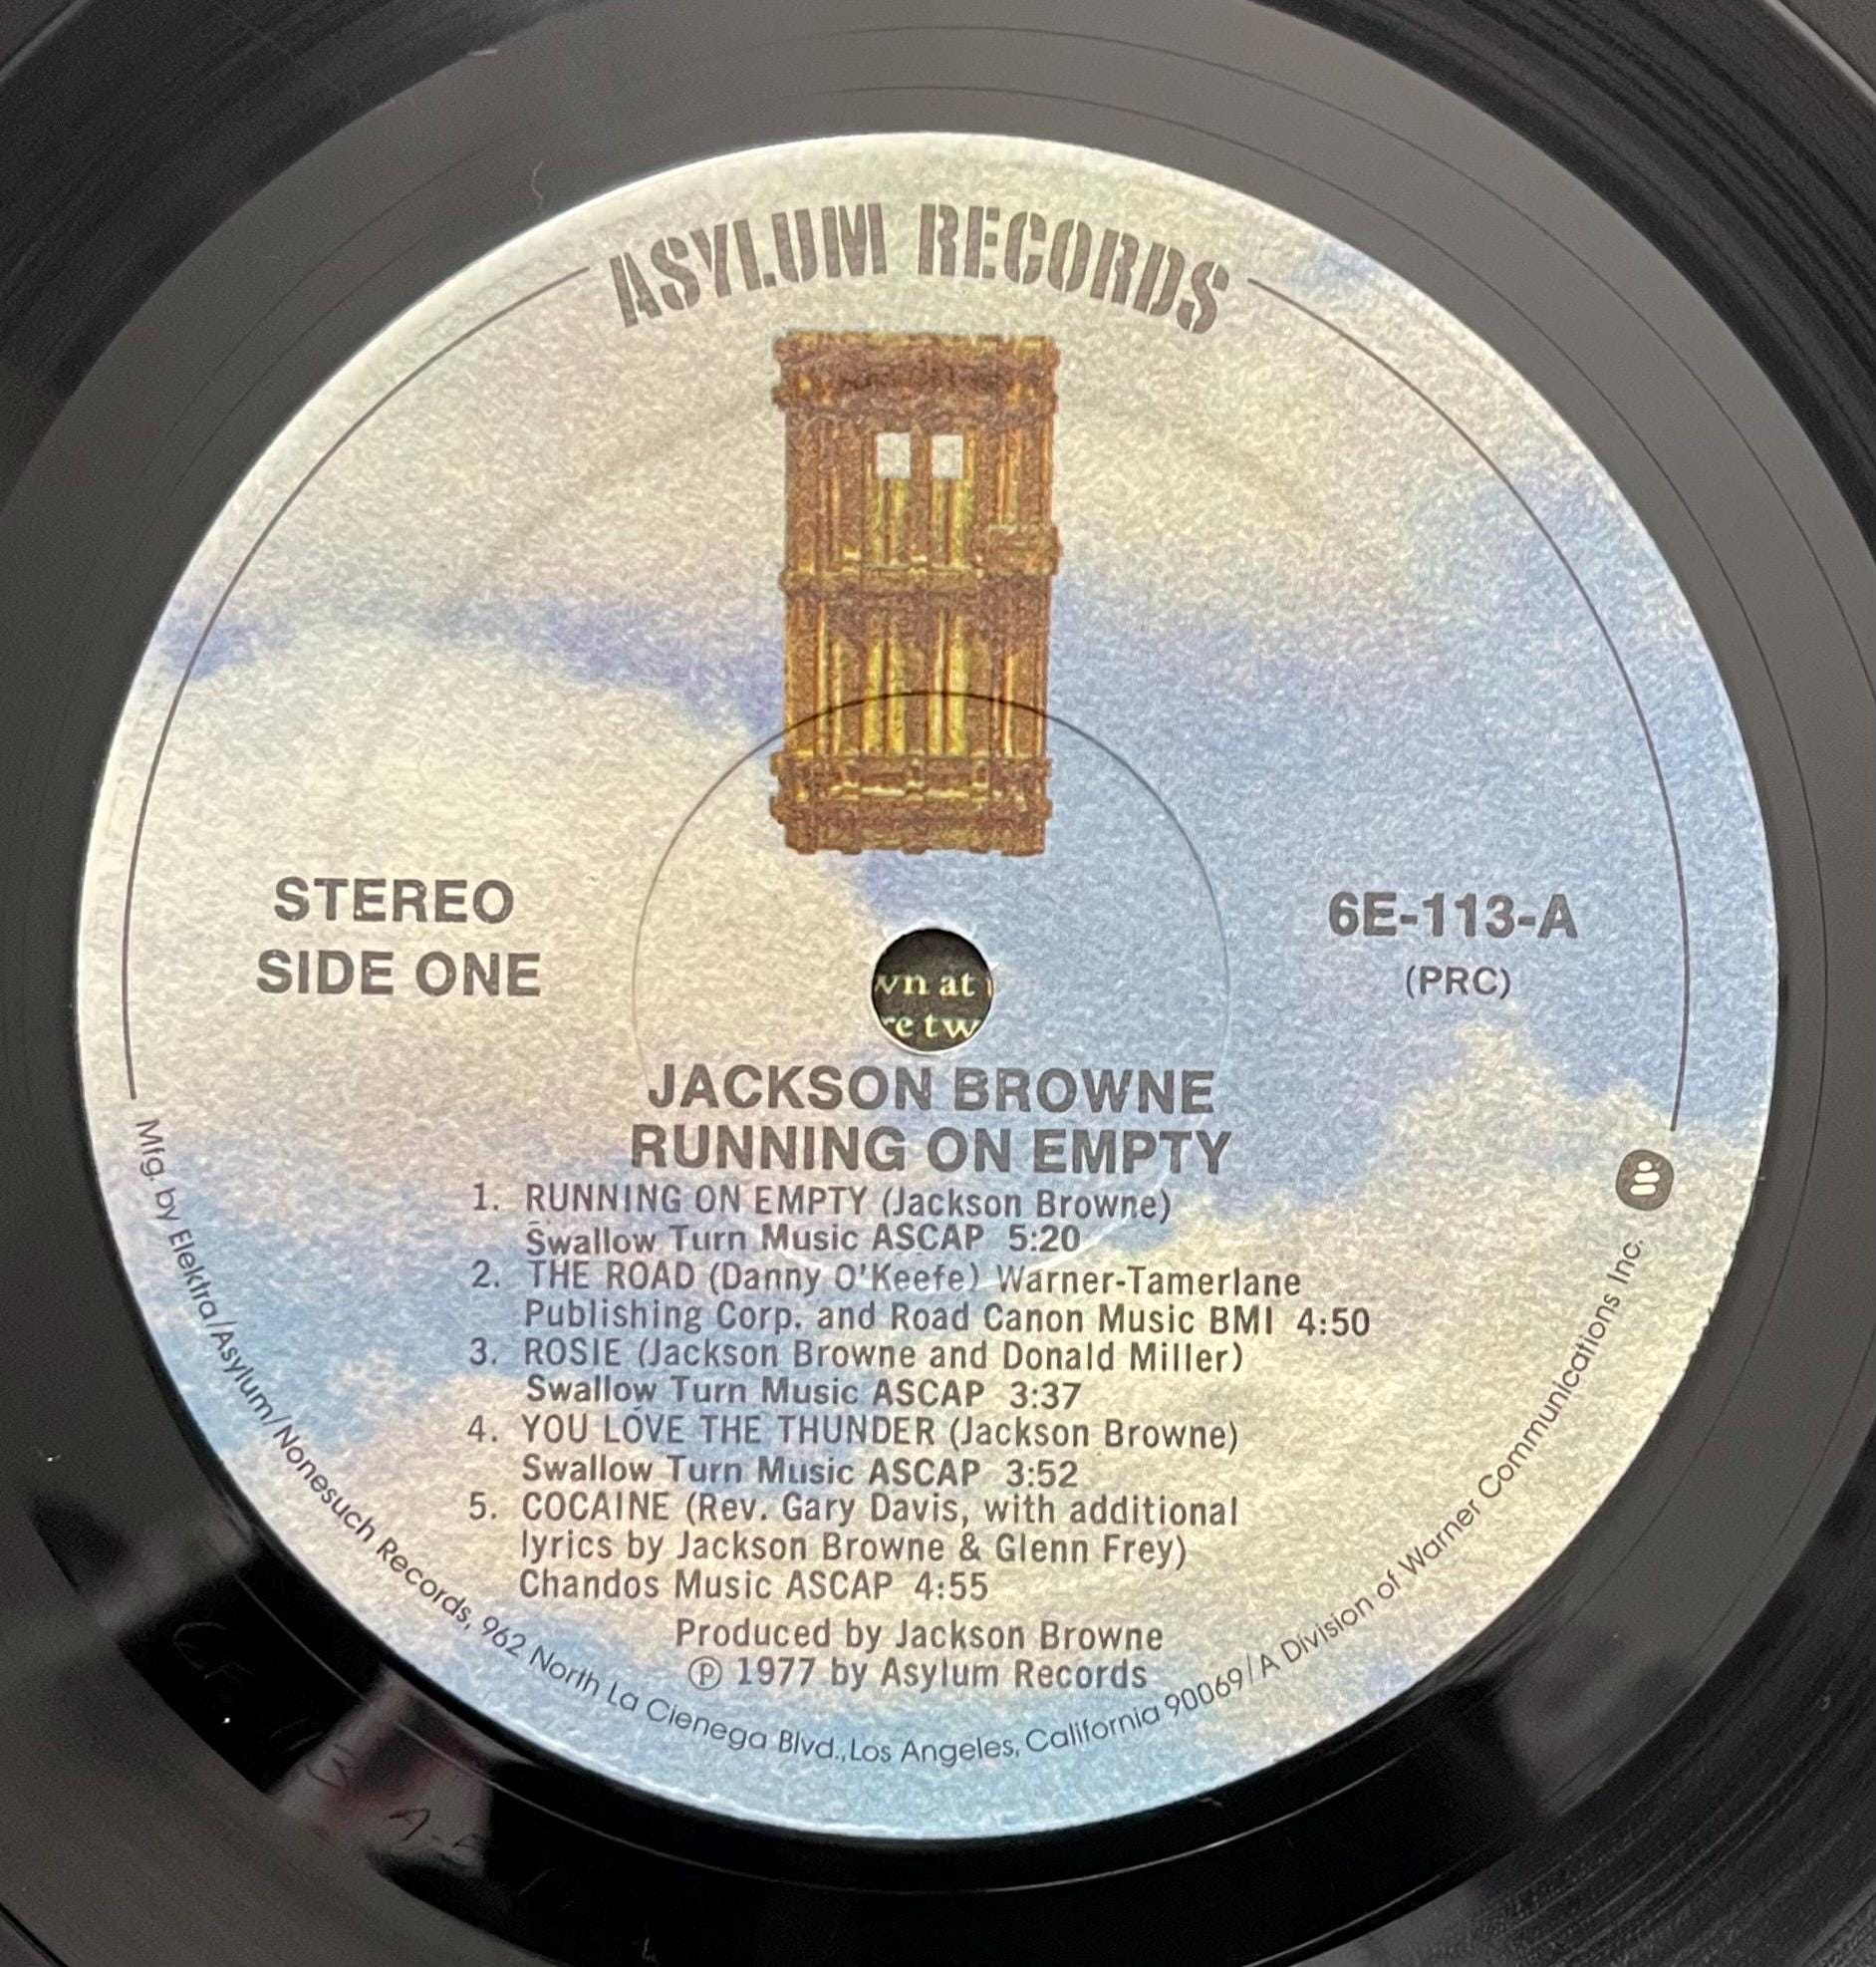 ASYLUM RECORDS
STEREO
SIDE ONE
6E-113-A
(PRC)
vn at
e tw
JACKSON BROWNE
RUNNING ON EMPTY
1. RUNNING ON EMPTY (Jackson Browne)
Swallow Turn Music ASCAP 5:20
2. THE ROAD (Danny O'Keefe) Warner-Tamerlane
Publishing Corp. and Road Canon Music BMI 4:50
3. ROSIE (Jackson Browne and Donald Miller)
Swallow Turn Music ASCAP 3:37
4. YOU LOVE THE THUNDER (Jackson Browne)
Swallow Turn Music ASCAP 3:52
5. COCAINE (Rev. Gary Davis, with additional
lyrics by Jackson Browne & Glenn Frey)
Chandos Music ASCAP 4:55
Produced by Jackson Browne
℗ 1977 by Asylum Records
Mfg. by Elektra/Asylum/Nonesuch Records, 962 North La Cienega Blvd., Los Angeles, California 90069/A Division of Warner Communications Inc.